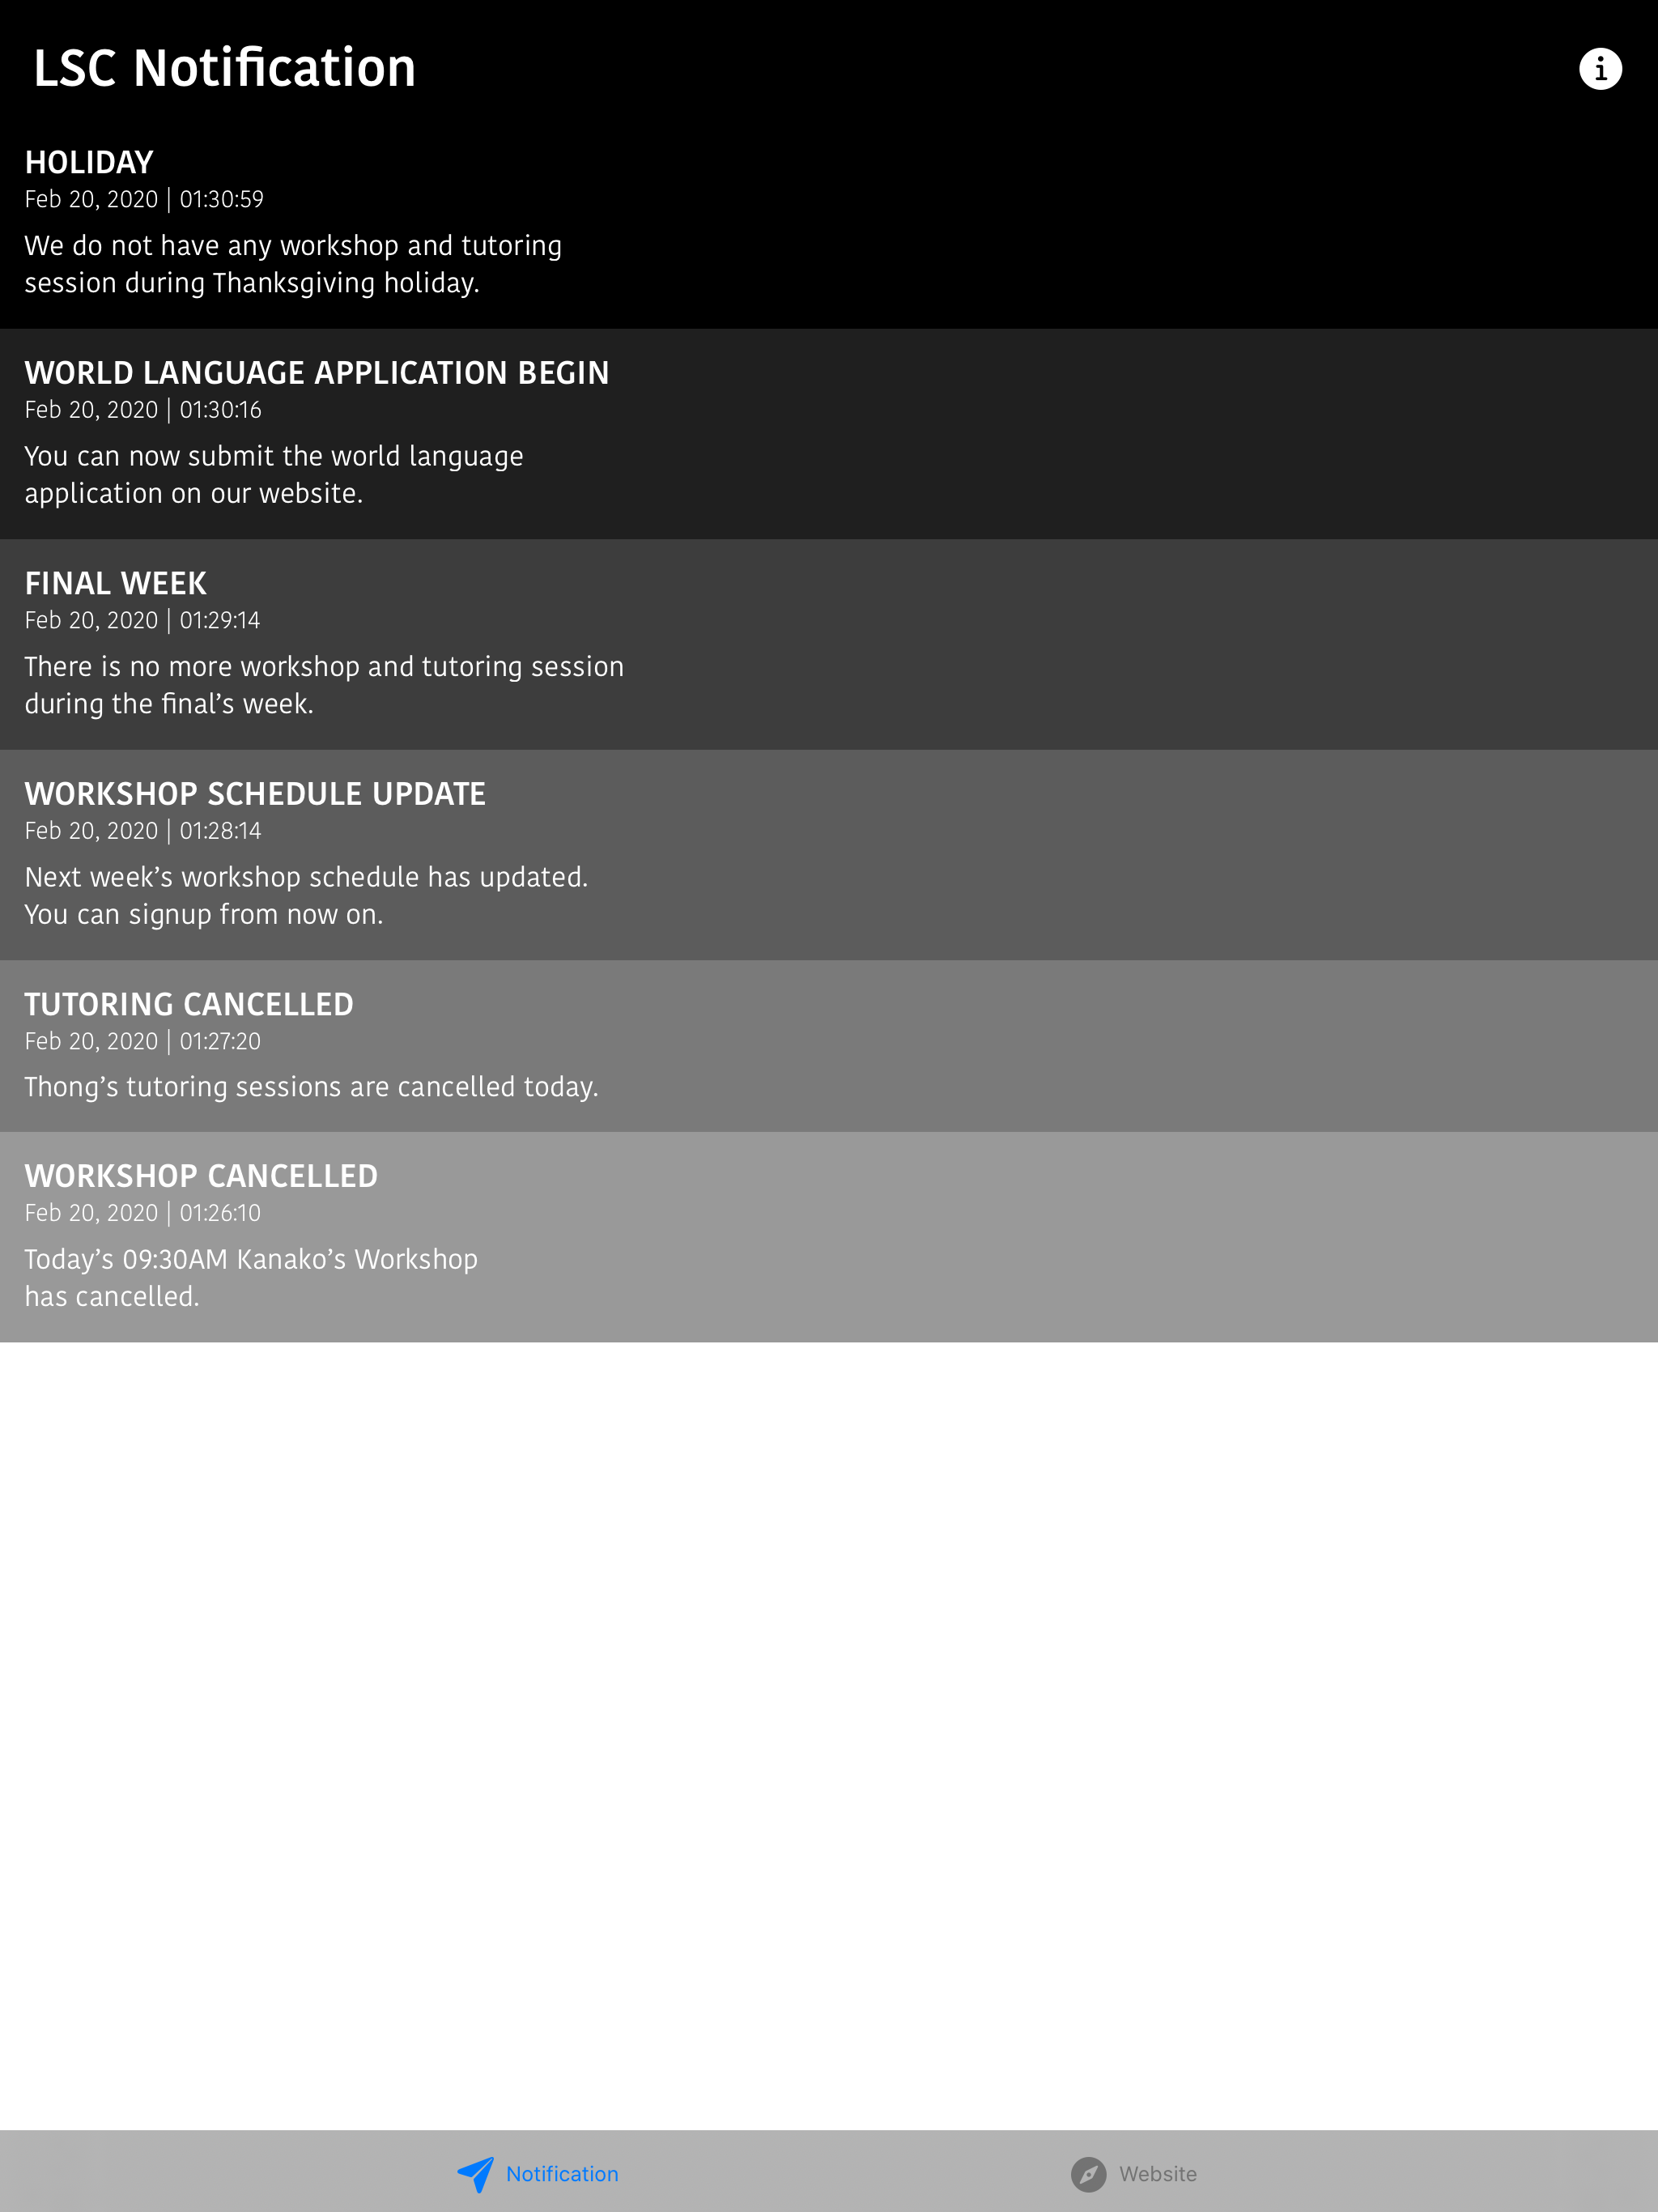 LSC Notification
HOLIDAY
Feb 20, 2020 | 01:30:59
We do not have any workshop and tutoring
session during Thanksgiving holiday.
WORLD LANGUAGE APPLICATION BEGIN
Feb 20, 2020 | 01:30:16
You can now submit the world language
application on our website.
FINAL WEEK
Feb 20, 2020 | 01:29:14
There is no more workshop and tutoring session
during the final’s week.
WORKSHOP SCHEDULE UPDATE
Feb 20, 2020 | 01:28:14
Next week’s workshop schedule has updated.
You can signup from now on.
TUTORING CANCELLED
Feb 20, 2020 | 01:27:20
Thong’s tutoring sessions are cancelled today.
WORKSHOP CANCELLED
Feb 20, 2020 | 01:26:10
Today’s 09:30AM Kanako’s Workshop
has cancelled.
Notification
Website